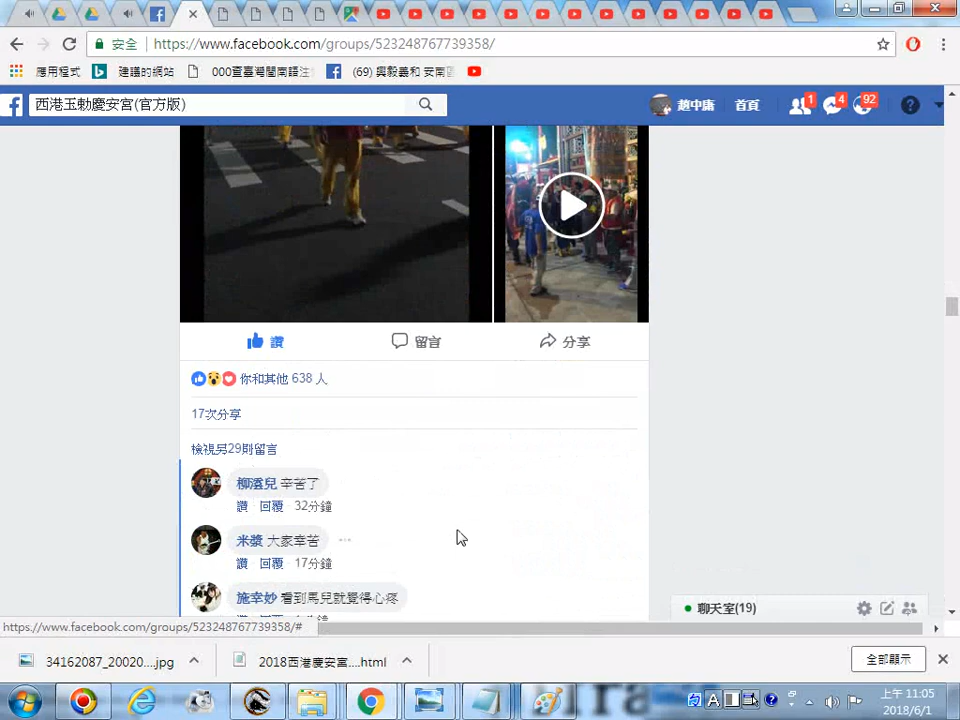 安全 https://www.facebook.com/groups/523248767739358/
應用程式 建議的網站 000查臺灣閩南語注 (69) 興毅義和 安南
西港玉勅慶安宮(官方版)
趙中庸 首頁 1 4 92
讚 留言 分享
你和其他 638 人
17次分享
檢視另29則留言
辛苦了
讚 回覆 32分鐘
米漿 大家辛苦
讚 回覆 17分鐘
施幸妙 看到馬兒就覺得心疼
聊天室(19)
https://www.facebook.com/groups/523248767739358/#
34162087_20020....jpg
2018西港慶安宮....html
全部顯示
A
上午 11:05
2018/6/1